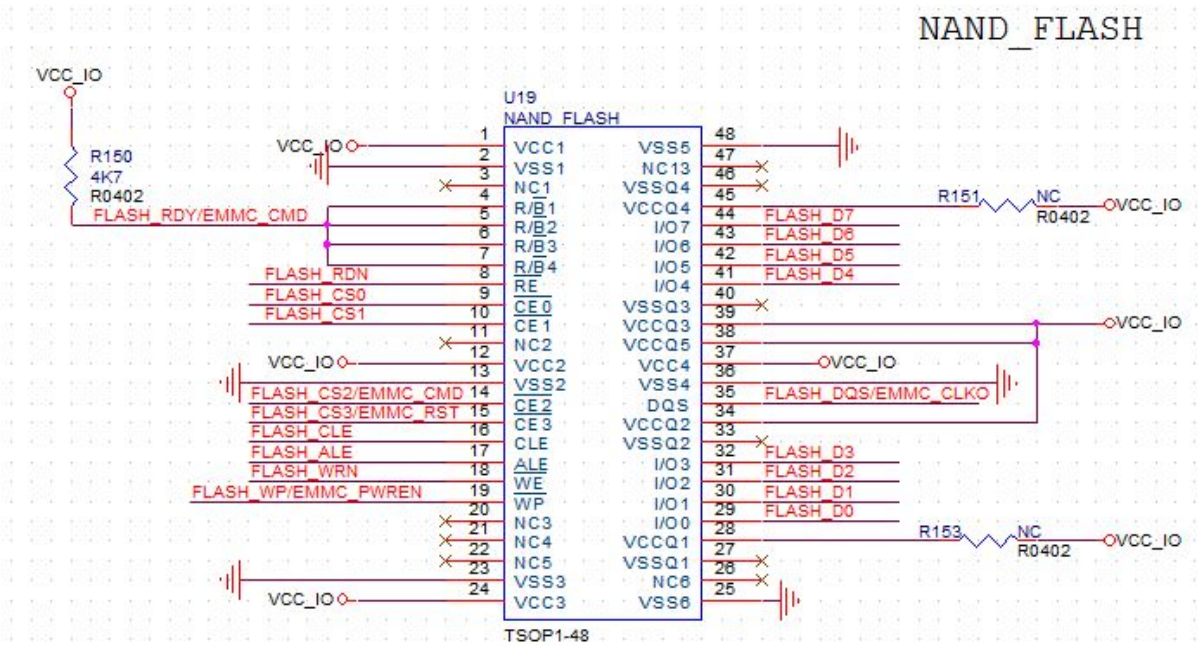 NAND_FLASH
VCC_IO
U19
NAND FLASH
R150
4K7
R0402
FLASH_RDY/EMMC_CMD
VCC_IO 1 VCC1
2 VSS1
3 NC1
4 R/B1
5 R/B2
6 R/B3
7 R/B4
FLASH_RDN 8 RE
FLASH_CS0 9 CE0
FLASH_CS1 10 CE1
11 NC2
VCC_IO 12 VCC2
13 VSS2
FLASH_CS2/EMMC_CMD 14 CE2
FLASH_CS3/EMMC_RST 15 CE3
FLASH_CLE 16 CLE
FLASH_ALE 17 ALE
FLASH_WRN 18 WE
FLASH_WP/EMMC_PWREN 19 WP
20 NC3
21 NC4
22 NC5
23 VSS3
VCC_IO 24 VCC3
VSS5 48
NC13 47
VSSQ4 46
VCCQ4 45 R151 NC R0402 VCC_IO
I/O7 44 FLASH_D7
I/O6 43 FLASH_D6
I/O5 42 FLASH_D5
I/O4 41 FLASH_D4
VSSQ3 40
VCCQ3 39 VCC_IO
VCCQ5 38
VCC4 37 VCC_IO
VSS4 36
DQS 35 FLASH_DQS/EMMC_CLKO
VCCQ2 34
VSSQ2 33
I/O3 32 FLASH_D3
I/O2 31 FLASH_D2
I/O1 30 FLASH_D1
I/O0 29 FLASH_D0
VCCQ1 28 R153 NC R0402 VCC_IO
VSSQ1 27
NC6 26
VSS6 25
TSOP1-48